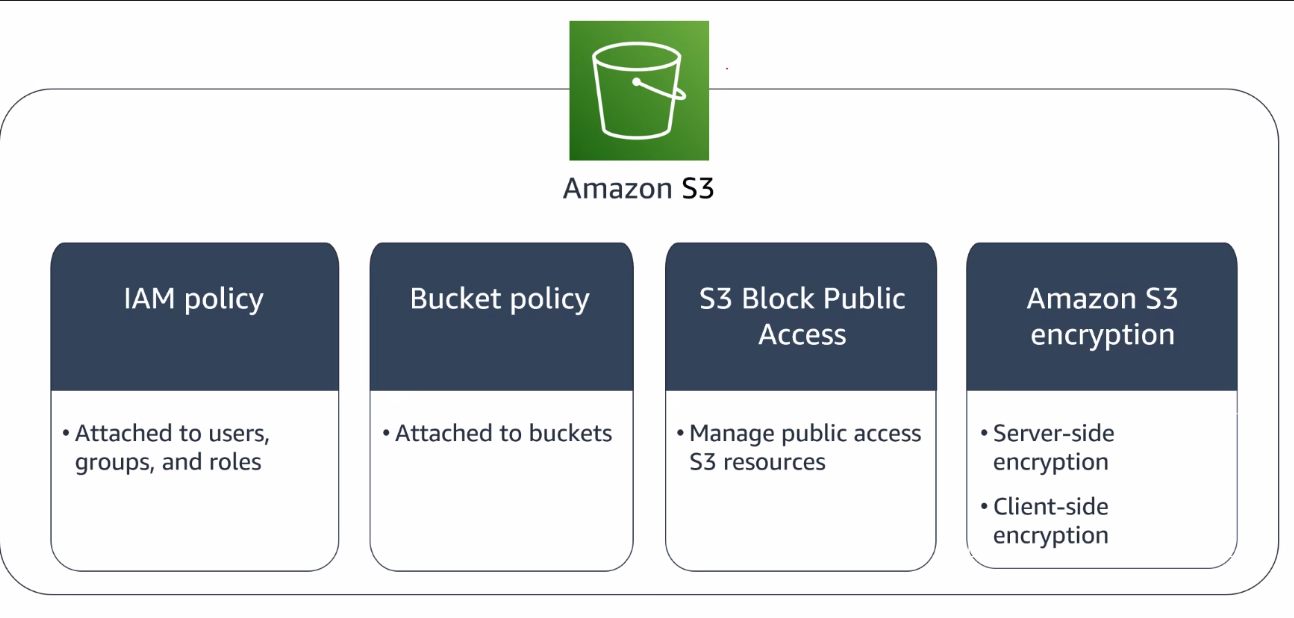 Amazon S3
IAM policy
• Attached to users,
groups, and roles
Bucket policy
• Attached to buckets
S3 Block Public
Access
• Manage public access
S3 resources
Amazon S3
encryption
• Server-side
encryption
• Client-side
encryption